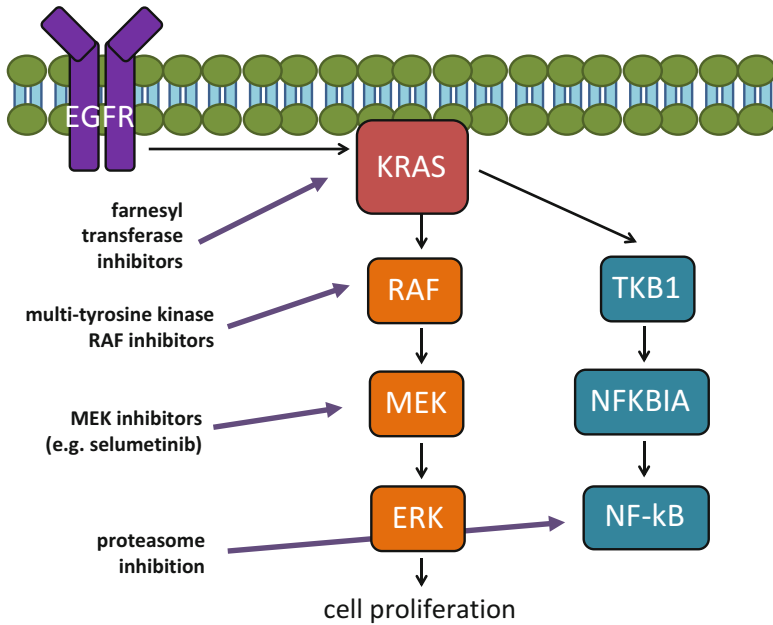 EGFR
KRAS
farnesyl
transferase
inhibitors
RAF
TKB1
multi-tyrosine kinase
RAF inhibitors
MEK
NFKBIA
MEK inhibitors
(e.g. selumetinib)
ERK
NF-kB
proteasome
inhibition
cell proliferation